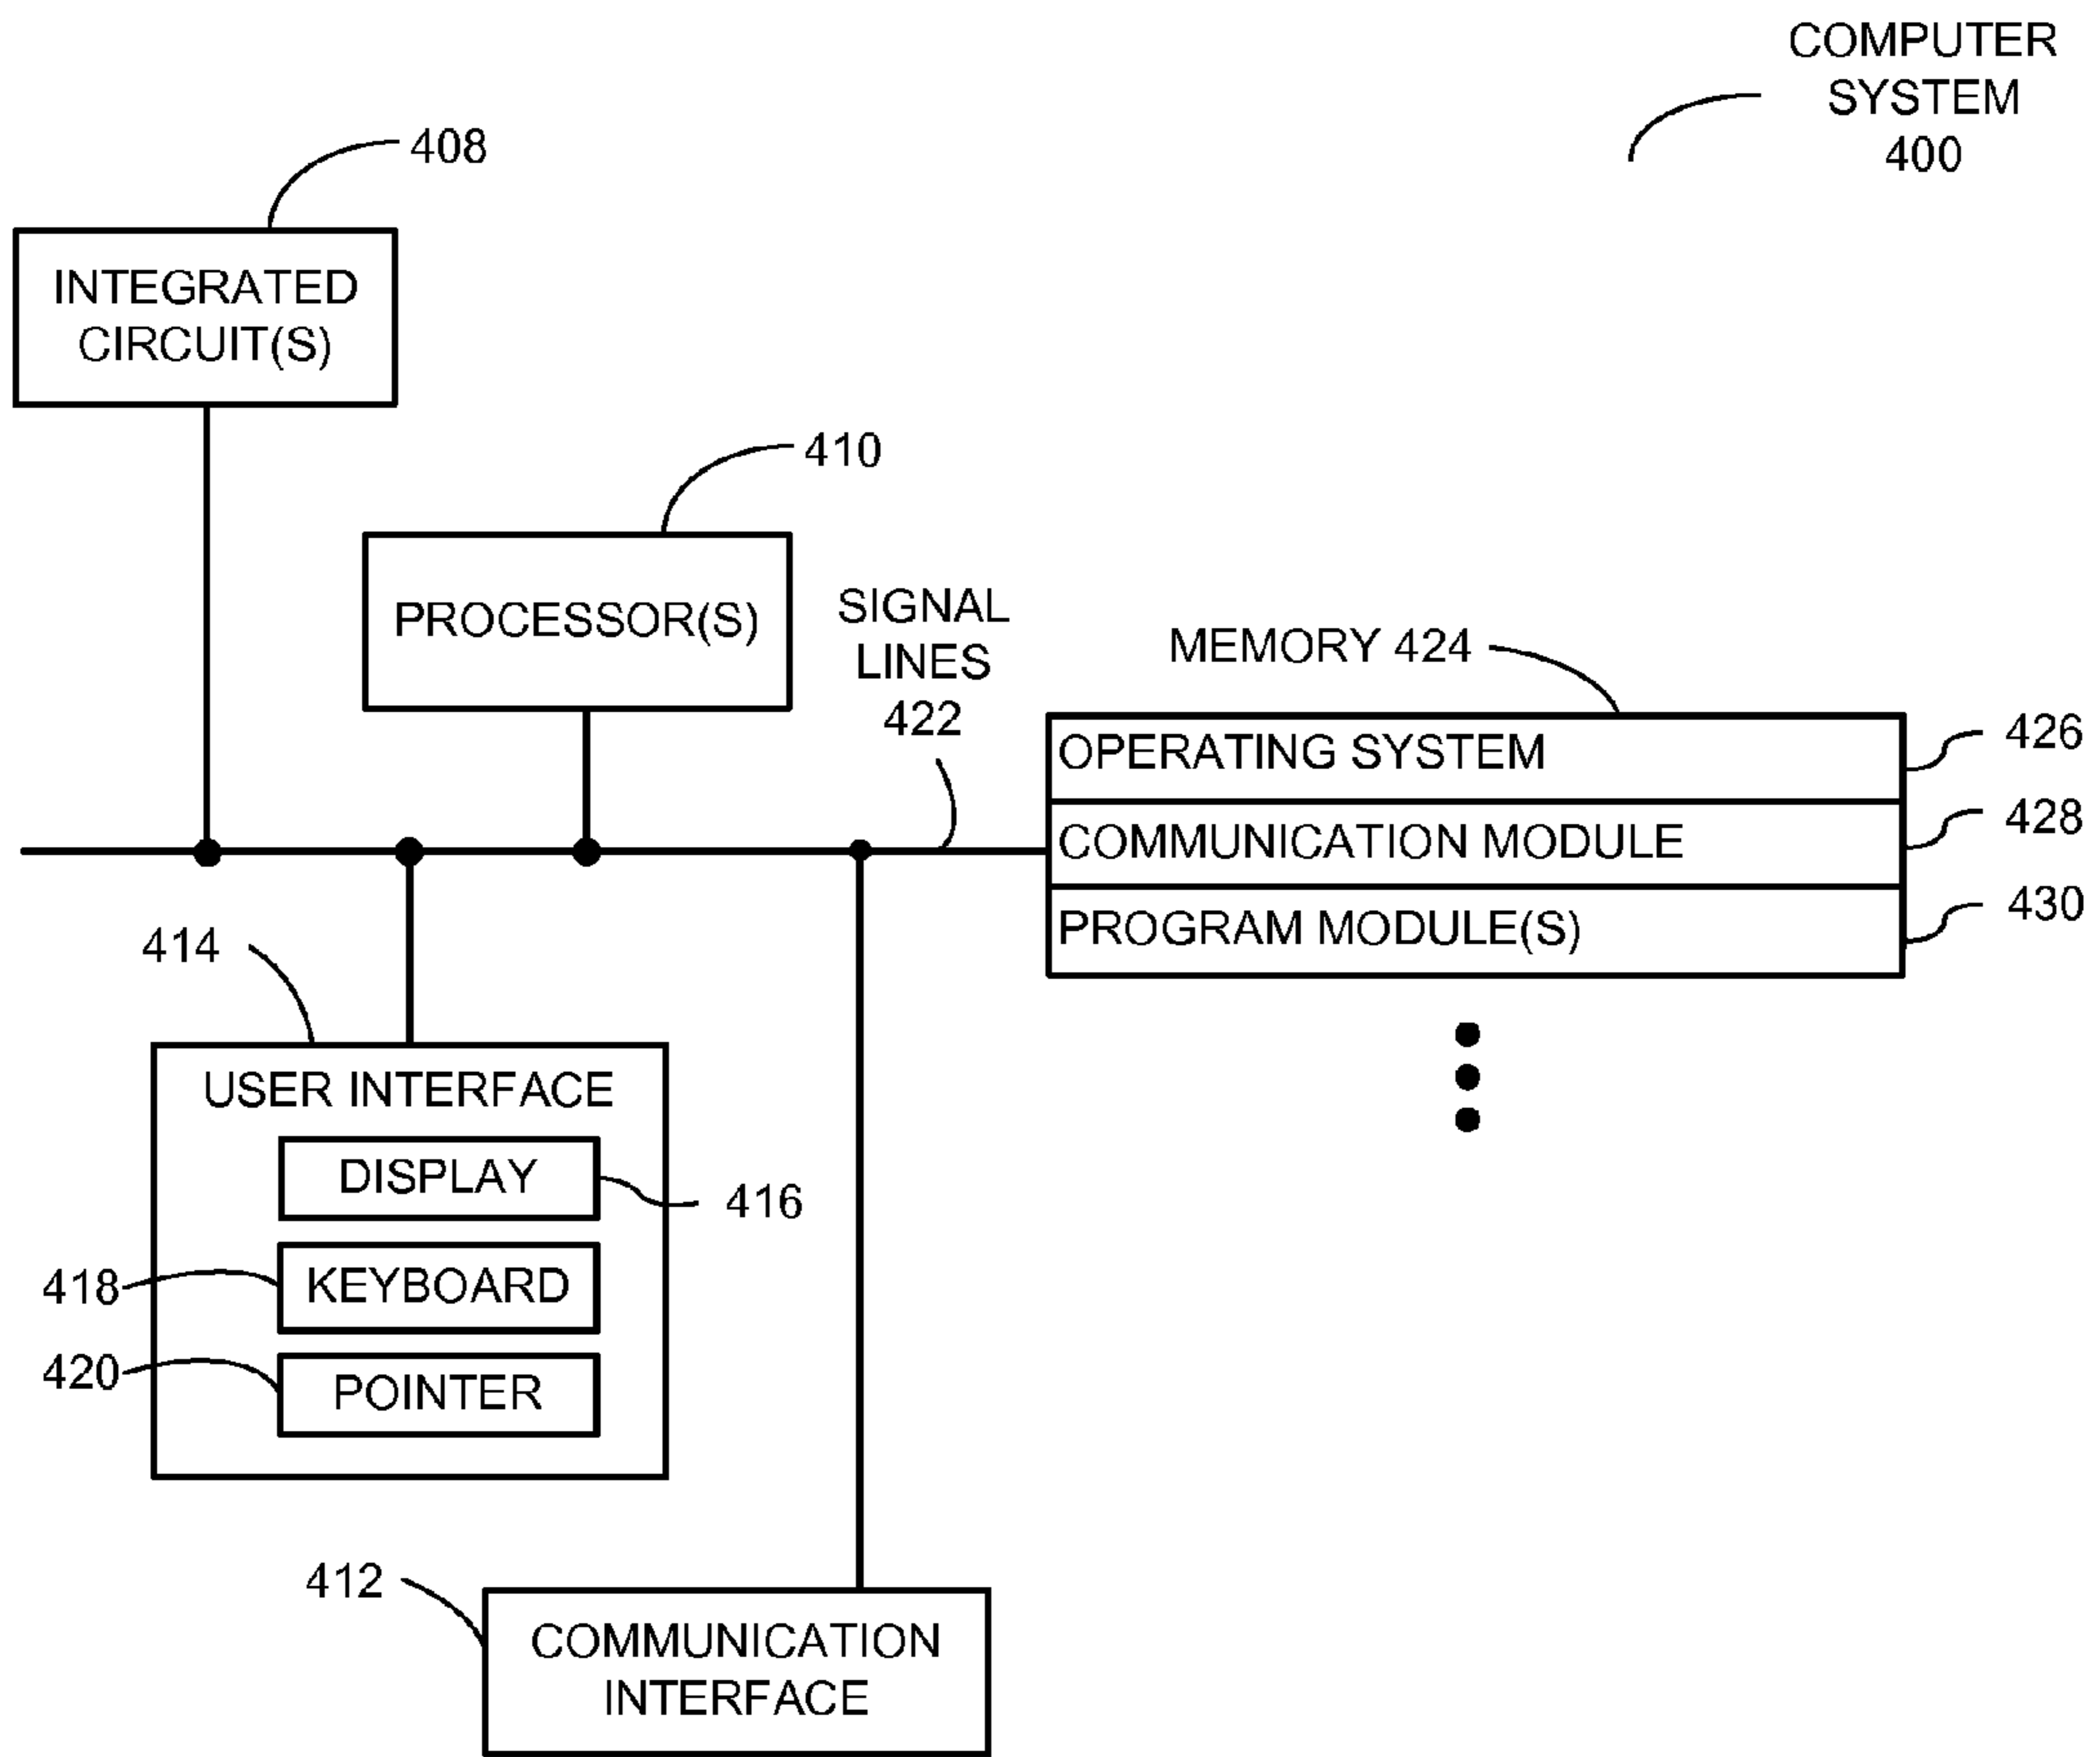 COMPUTER
SYSTEM
400
408
INTEGRATED
CIRCUIT(S)
410
PROCESSOR(S)
SIGNAL
LINES
422
MEMORY 424
OPERATING SYSTEM
426
COMMUNICATION MODULE
428
PROGRAM MODULE(S)
430
414
USER INTERFACE
DISPLAY
416
418
KEYBOARD
420
POINTER
412
COMMUNICATION
INTERFACE